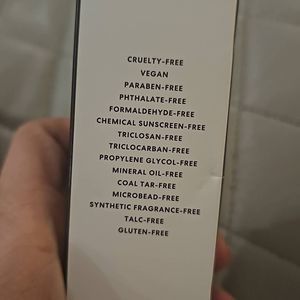 CRUELTY-FREE
VEGAN
PARABEN-FREE
PHTHALATE-FREE
FORMALDEHYDE-FREE
CHEMICAL SUNSCREEN-FREE
TRICLOSAN-FREE
TRICLOCARBAN-FREE
PROPYLENE GLYCOL-FREE
MINERAL OIL-FREE
COAL TAR-FREE
MICROBEAD-FREE
SYNTHETIC FRAGRANCE-FREE
TALC-FREE
GLUTEN-FREE